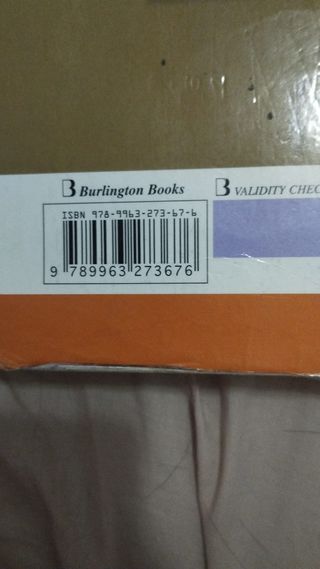 B Burlington Books
B VALIDITY CHEC
ISBN 978-9963-273-67-6
9 789963 273676